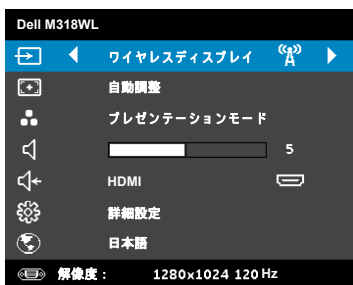 Dell M318WL
ワイヤレスディスプレイ
自動調整
プレゼンテーションモード
5
HDMI
詳細設定
日本語
解像度： 1280x1024 120 Hz